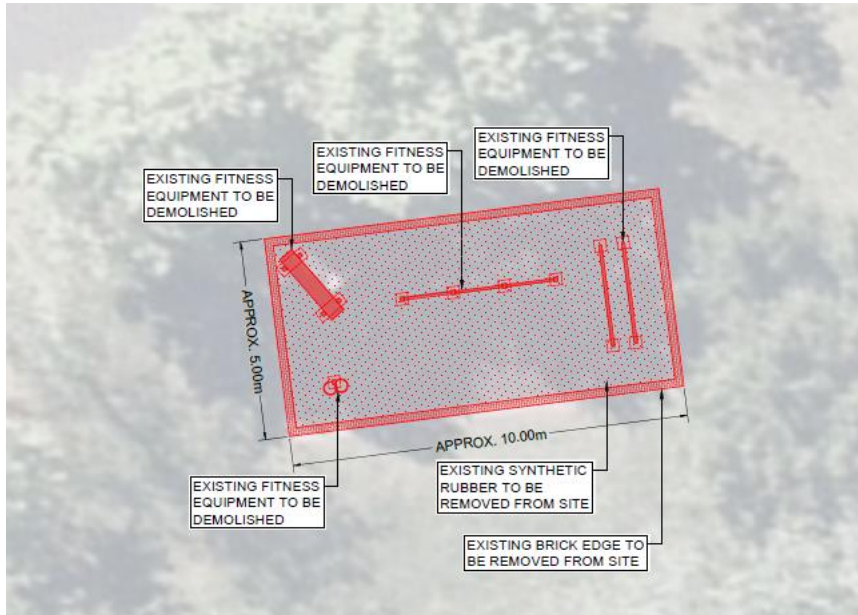 EXISTING FITNESS
EQUIPMENT TO BE
DEMOLISHED
EXISTING FITNESS
EQUIPMENT TO BE
DEMOLISHED
EXISTING FITNESS
EQUIPMENT TO BE
DEMOLISHED
APPROX. 5.00m
APPROX. 10.00m
EXISTING FITNESS
EQUIPMENT TO BE
DEMOLISHED
EXISTING SYNTHETIC
RUBBER TO BE
REMOVED FROM SITE
EXISTING BRICK EDGE TO
BE REMOVED FROM SITE